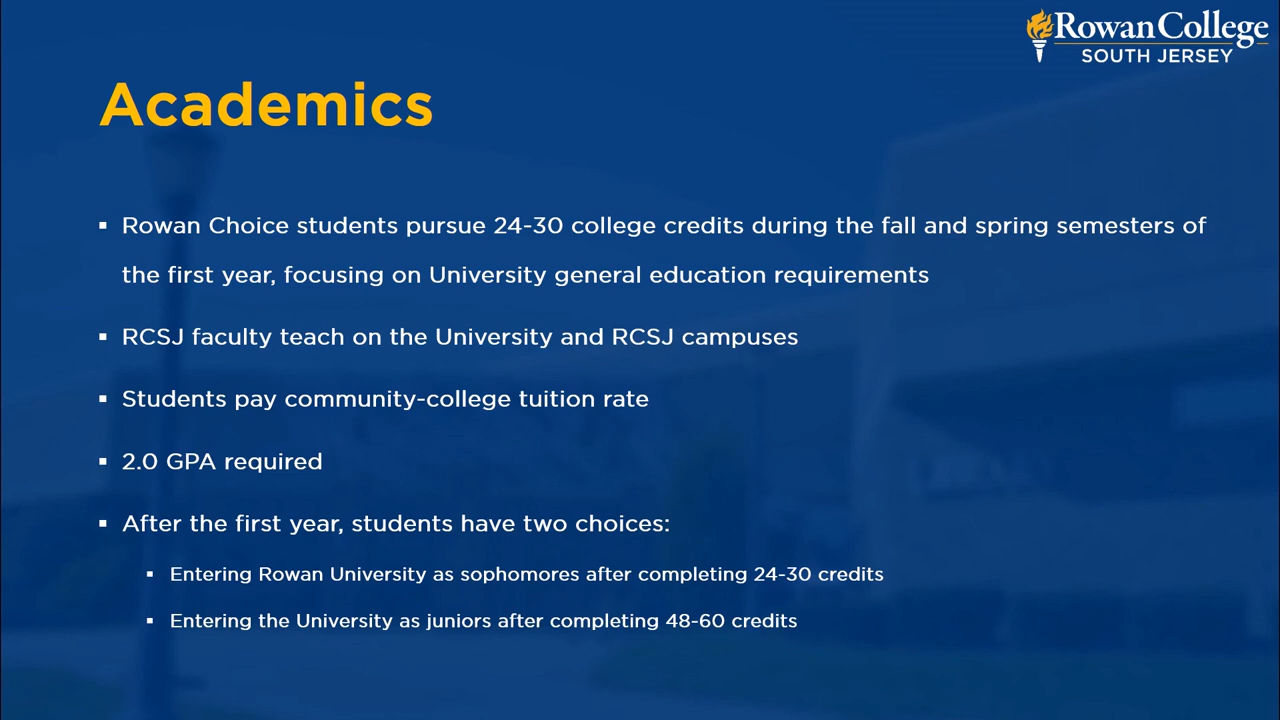 Rowan College
SOUTH JERSEY
Academics
▪ Rowan Choice students pursue 24-30 college credits during the fall and spring semesters of
the first year, focusing on University general education requirements
▪ RCSJ faculty teach on the University and RCSJ campuses
▪ Students pay community-college tuition rate
▪ 2.0 GPA required
▪ After the first year, students have two choices:
▪ Entering Rowan University as sophomores after completing 24-30 credits
▪ Entering the University as juniors after completing 48-60 credits